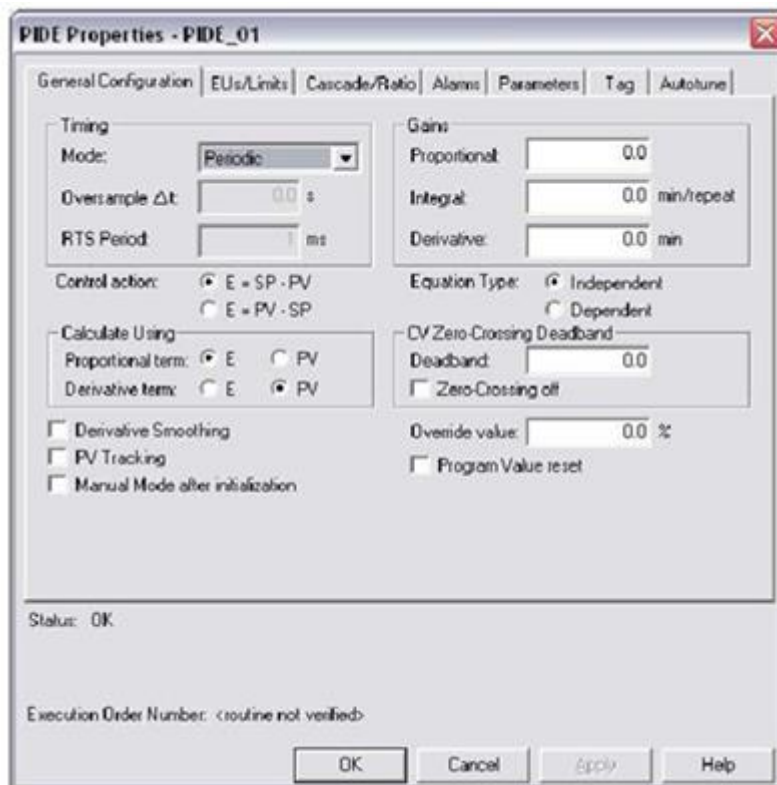 PIDE Properties - PIDE_01
General Configuration EUs/Limits Cascade/Ratio Alarms Parameters Tag Autotune
Timing
Mode: Periodic
Oversample Δt: 0.0 s
RTS Period: 1 ms
Gains
Proportional: 0.0
Integral: 0.0 min/repeat
Derivative: 0.0 min
Control action: E = SP - PV
E = PV - SP
Equation Type: Independent
Dependent
Calculate Using
Proportional term: E PV
Derivative term: E PV
CV Zero-Crossing Deadband
Deadband: 0.0
Zero-Crossing off
Derivative Smoothing
PV Tracking
Manual Mode after initialization
Override value: 0.0 %
Program Value reset
Status: OK
Execution Order Number: <routine not verified>
OK Cancel Apply Help